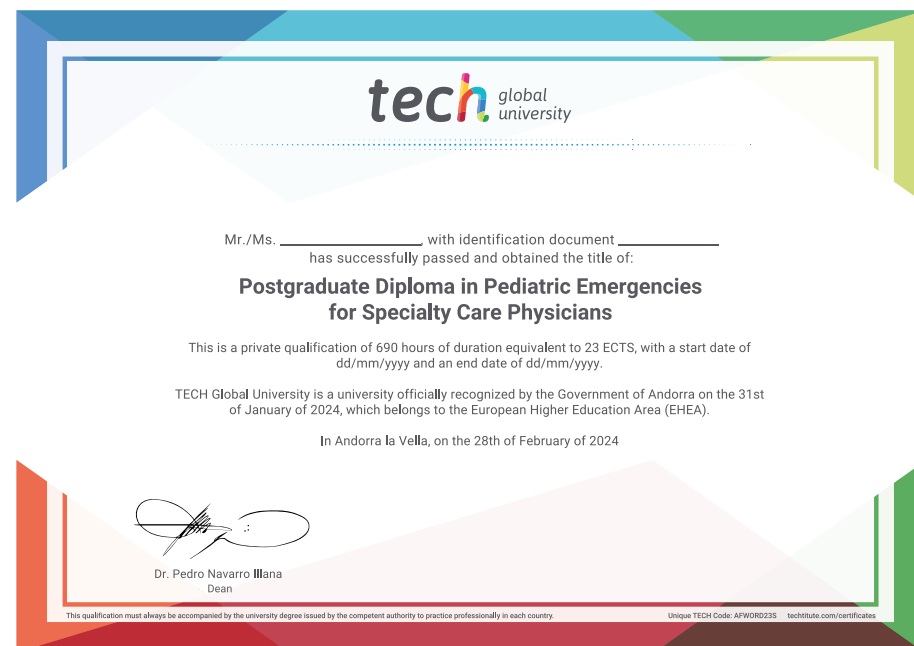 tech global university
Mr./Ms. ____________________, with identification document ______________
has successfully passed and obtained the title of:
Postgraduate Diploma in Pediatric Emergencies
for Specialty Care Physicians
This is a private qualification of 690 hours of duration equivalent to 23 ECTS, with a start date of
dd/mm/yyyy and an end date of dd/mm/yyyy.
TECH Global University is a university officially recognized by the Government of Andorra on the 31st
of January of 2024, which belongs to the European Higher Education Area (EHEA).
In Andorra la Vella, on the 28th of February of 2024
Dr. Pedro Navarro Illana
Dean
This qualification must always be accompanied by the university degree issued by the competent authority to practice professionally in each country. Unique TECH Code: AFWORD23S techtitute.com/certificates